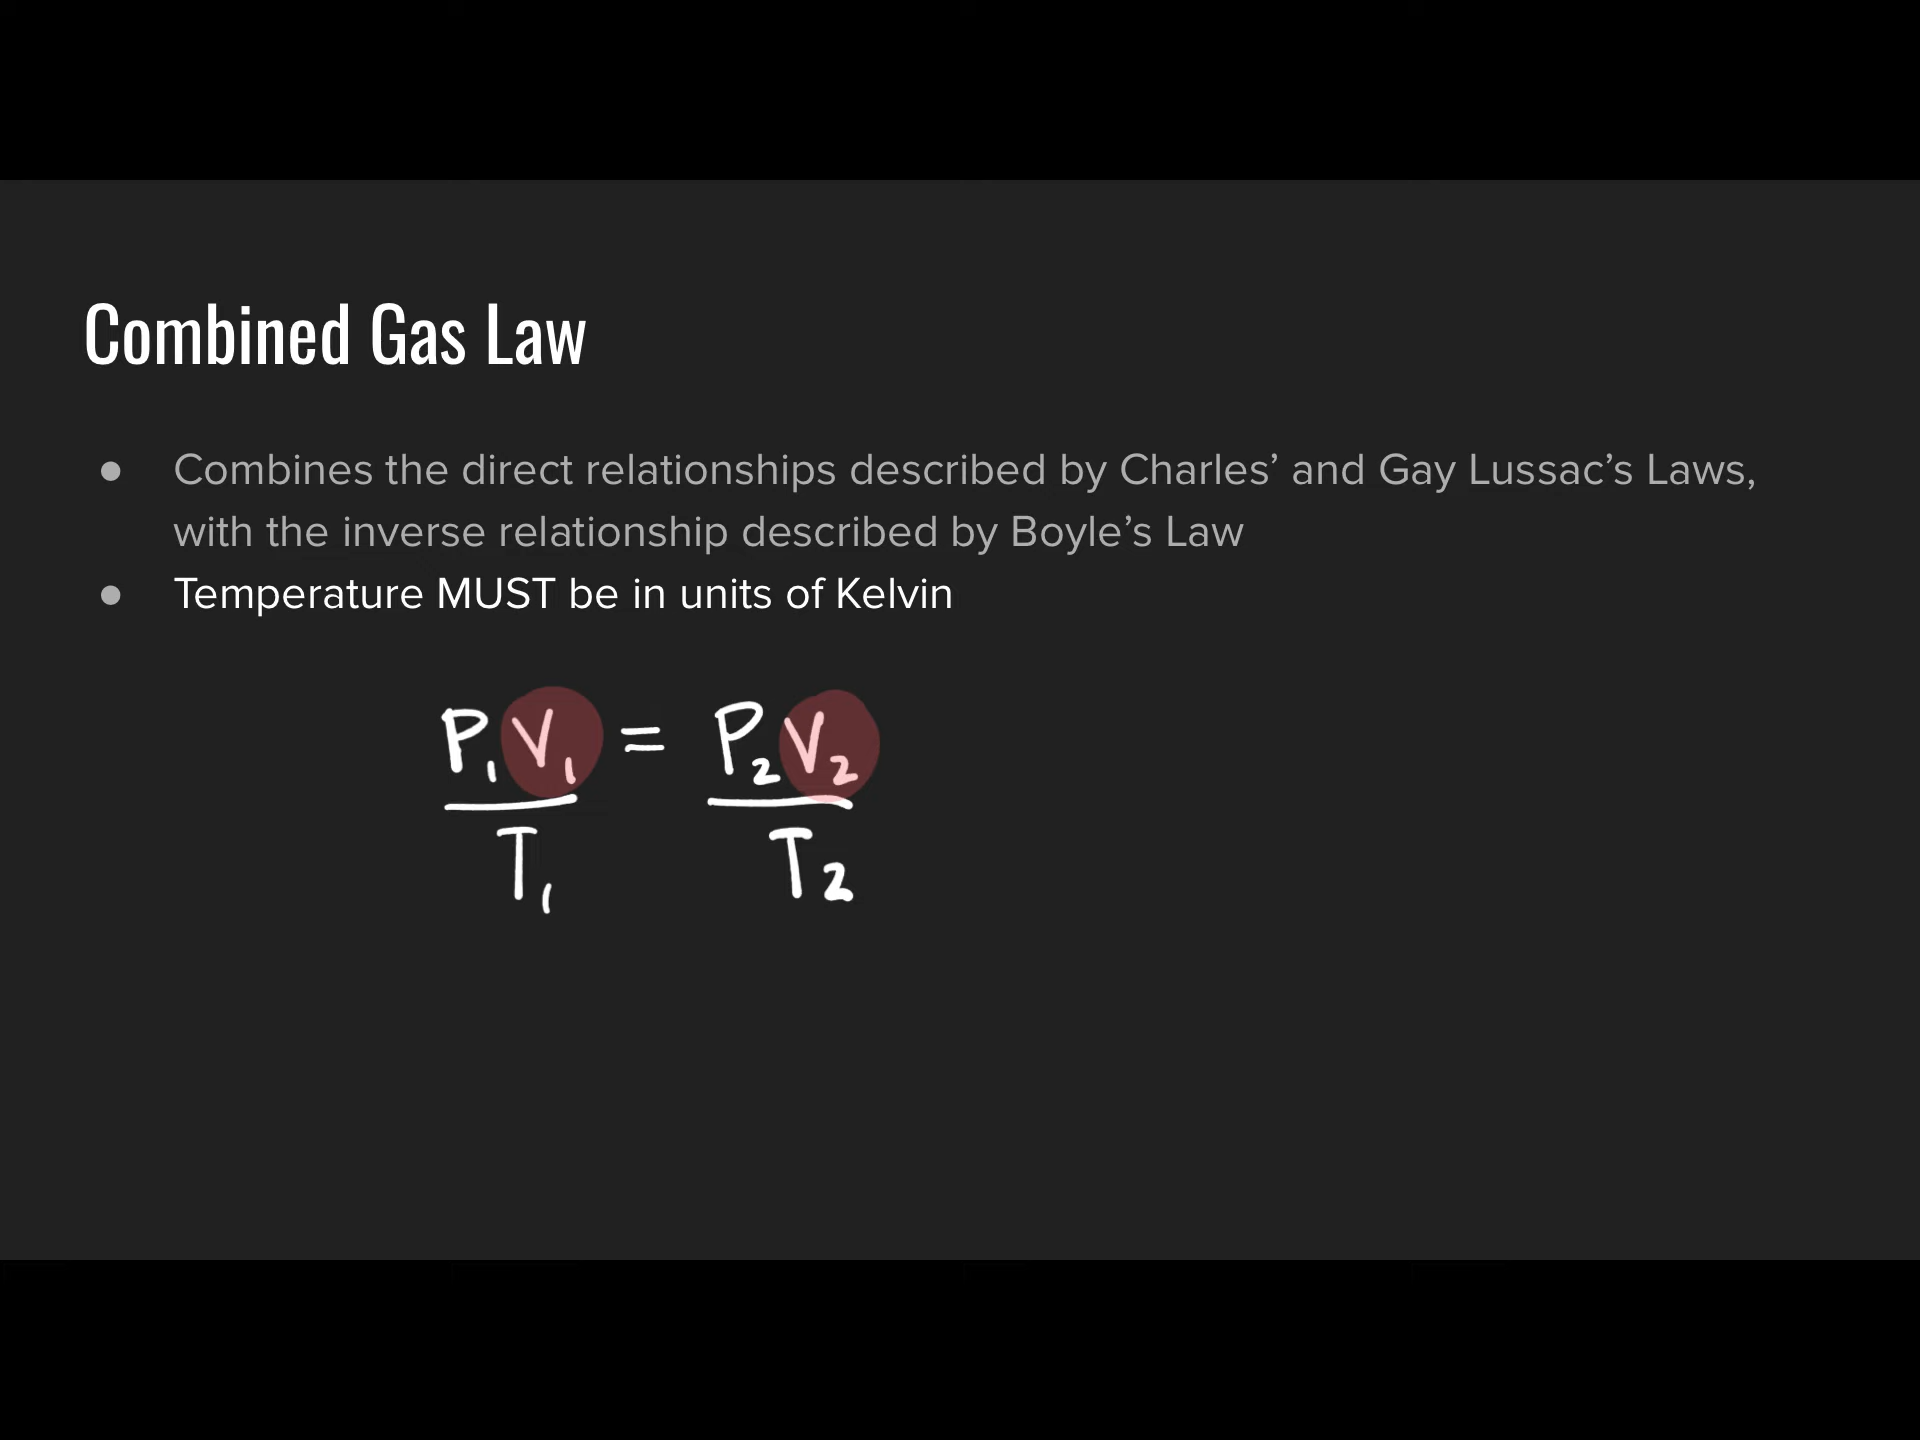 Combined Gas Law
● Combines the direct relationships described by Charles’ and Gay Lussac’s Laws,
with the inverse relationship described by Boyle’s Law
● Temperature MUST be in units of Kelvin
P₁V₁ = P₂V₂
T₁ T₂